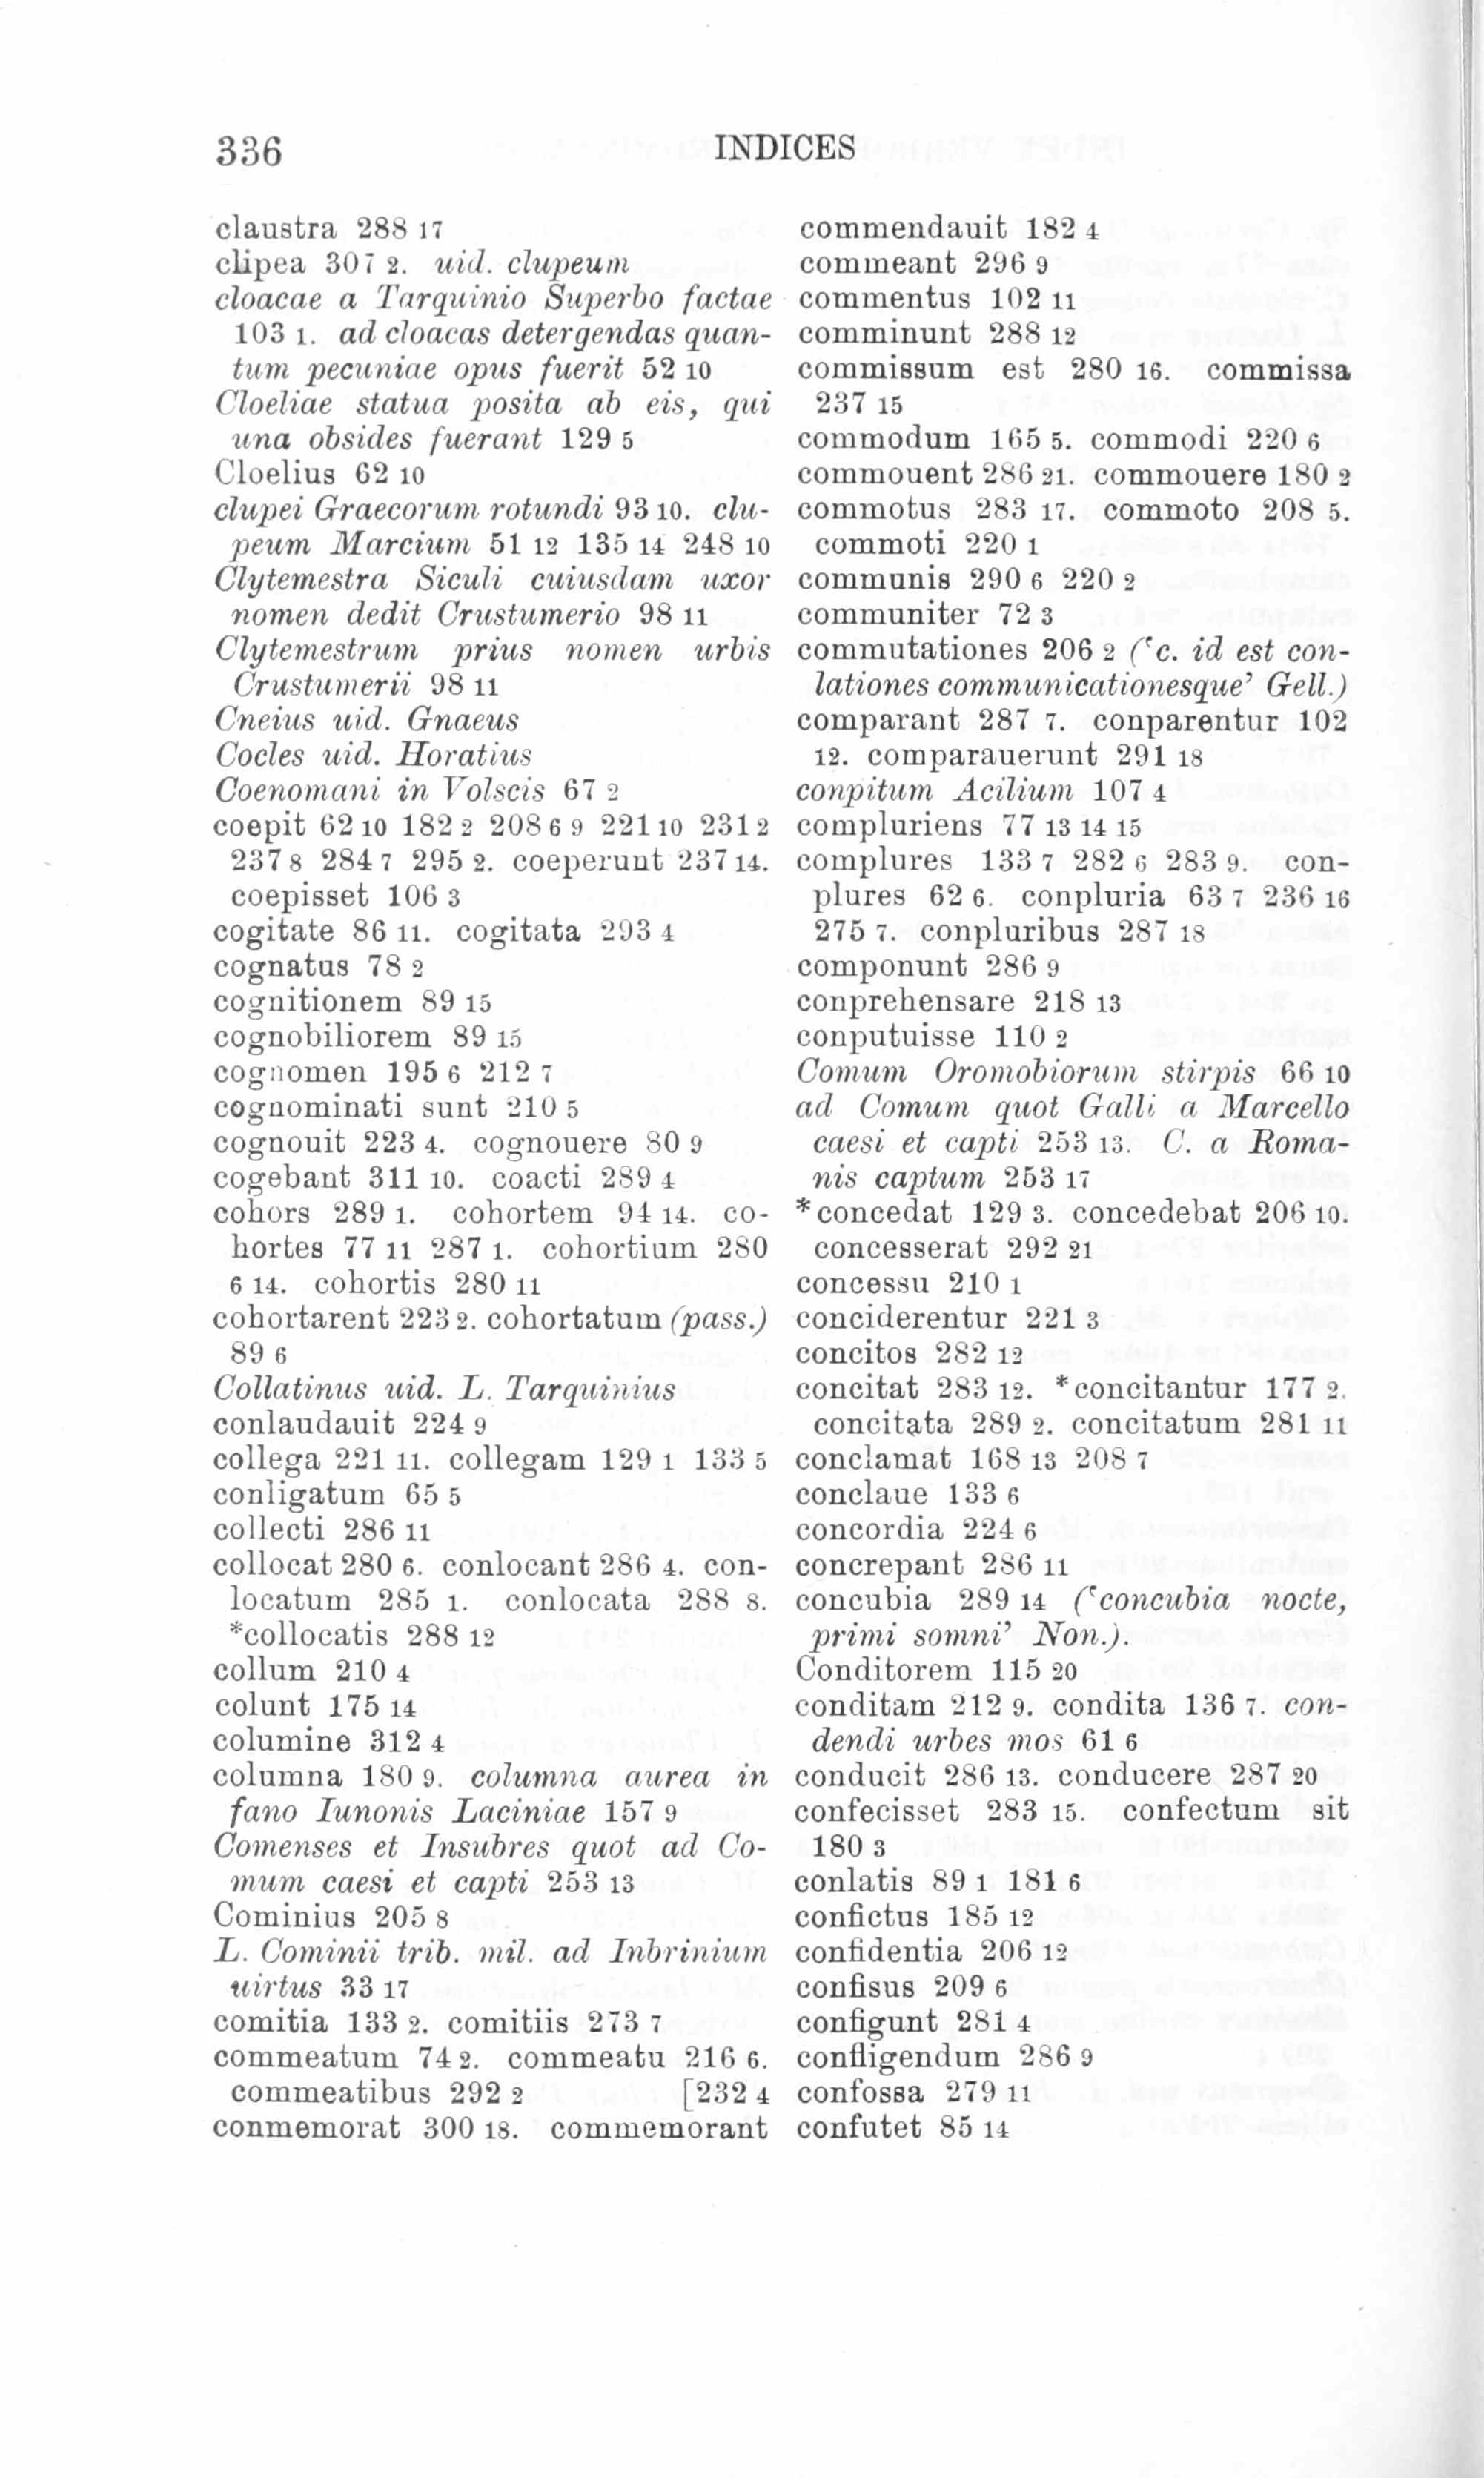 336
INDICES
claustra 288 17
clipea 307 2. uid. clupeum
cloacae a Tarquinio Superbo factae
103 1. ad cloacas detergendas quan-
tum pecuniae opus fuerit 52 10
Cloeliae statua posita ab eis, qui
una obsides fuerant 129 5
Cloelius 62 10
clupei Graecorum rotundi 93 10. clu-
peum Marcium 51 12 135 14 248 10
Clytemestra Siculi cuiusdam uxor
nomen dedit Crustumerio 98 11
Clytemestrum prius nomen urbis
Crustumerii 98 11
Cneius uid. Gnaeus
Cocles uid. Horatius
Coenomani in Volscis 67 2
coepit 62 10 182 2 208 6 9 221 10 231 2
237 8 284 7 295 2. coeperunt 237 14.
coepisset 106 3
cogitate 86 11. cogitata 293 4
cognatus 78 2
cognitionem 89 15
cognobiliorem 89 15
cognomen 195 6 212 7
cognominati sunt 210 5
cognouit 223 4. cognouere 80 9
cogebant 311 10. coacti 289 4
cohors 289 1. cohortem 94 14. co-
hortes 77 11 287 1. cohortium 280
6 14. cohortis 280 11
cohortarent 223 2. cohortatum (pass.)
89 6
Collatinus uid. L. Tarquinius
conlaudauit 224 9
collega 221 11. collegam 129 1 133 5
conligatum 65 5
collecti 286 11
collocat 280 6. conlocant 286 4. con-
locatum 285 1. conlocata 288 8.
*collocatis 288 12
collum 210 4
colunt 175 14
columine 312 4
columna 180 9. columna aurea in
fano Iunonis Laciniae 157 9
Comenses et Insubres quot ad Co-
mum caesi et capti 253 13
Cominius 205 8
L. Cominii trib. mil. ad Inbrinium
uirtus 33 17
comitia 133 2. comitiis 273 7
commeatum 74 2. commeatu 216 6.
commeatibus 292 2 [232 4
conmemorat 300 18. commemorant
commendauit 182 4
commeant 296 9
commentus 102 11
comminunt 288 12
commissum est 280 16. commissa
237 15
commodum 165 5. commodi 220 6
commouent 286 21. commouere 180 2
commotus 283 17. commoto 208 5.
commoti 220 1
communis 290 6 220 2
communiter 72 3
commutationes 206 2 (‘c. id est con-
lationes communicationesque’ Gell.)
comparant 287 7. conparentur 102
12. comparauerunt 291 18
conpitum Acilium 107 4
compluriens 77 13 14 15
complures 133 7 282 6 283 9. con-
plures 62 6. conpluria 63 7 236 16
275 7. conpluribus 287 18
componunt 286 9
conprehensare 218 13
conputuisse 110 2
Comum Oromobiorum stirpis 66 10
ad Comum quot Galli a Marcello
caesi et capti 253 13. C. a Roma-
nis captum 253 17
*concedat 129 3. concedebat 206 10.
concesserat 292 21
concessu 210 1
conciderentur 221 3
concitos 282 12
concitat 283 12. *concitantur 177 2.
concitata 289 2. concitatum 281 11
conclamat 168 13 208 7
conclaue 133 6
concordia 224 6
concrepant 286 11
concubia 289 14 (‘concubia nocte,
primi somni’ Non.).
Conditorem 115 20
conditam 212 9. condita 136 7. con-
dendi urbes mos 61 6
conducit 286 13. conducere 287 20
confecisset 283 15. confectum sit
180 3
conlatis 89 1 181 6
confictus 185 12
confidentia 206 12
confisus 209 6
configunt 281 4
confligendum 286 9
confossa 279 11
confutet 85 14